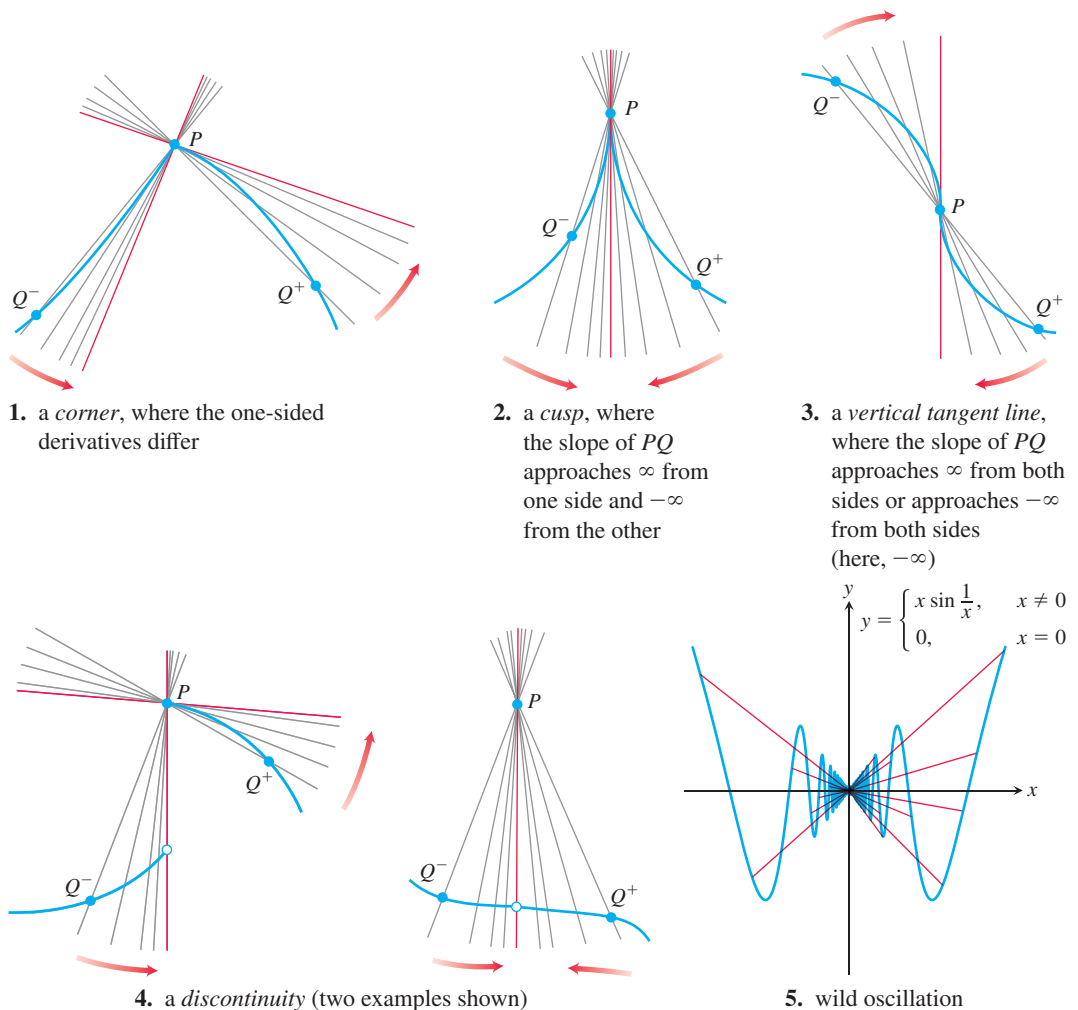 P
Q⁻
Q⁺
1. a corner, where the one-sided
derivatives differ
P
Q⁻
Q⁺
2. a cusp, where
the slope of PQ
approaches ∞ from
one side and −∞
from the other
Q⁻
P
Q⁺
3. a vertical tangent line,
where the slope of PQ
approaches ∞ from both
sides or approaches −∞
from both sides
(here, −∞)
P
Q⁺
Q⁻
P
Q⁻
Q⁺
4. a discontinuity (two examples shown)
y
y = { x sin 1/x, x ≠ 0
0, x = 0
x
5. wild oscillation